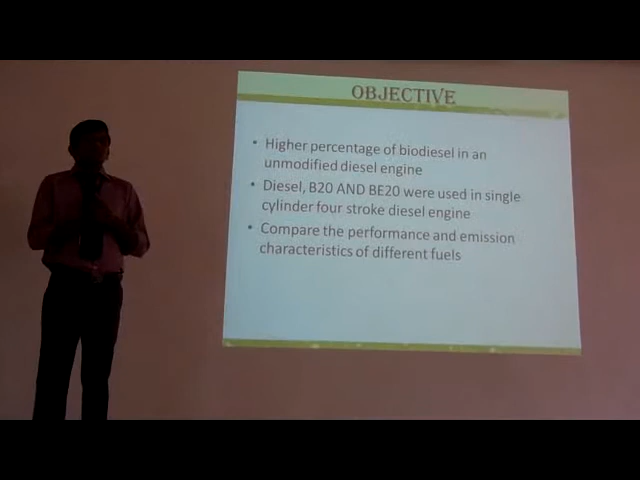 OBJECTIVE
• Higher percentage of biodiesel in an
unmodified diesel engine
• Diesel, B20 AND BE20 were used in single
cylinder four stroke diesel engine
• Compare the performance and emission
characteristics of different fuels